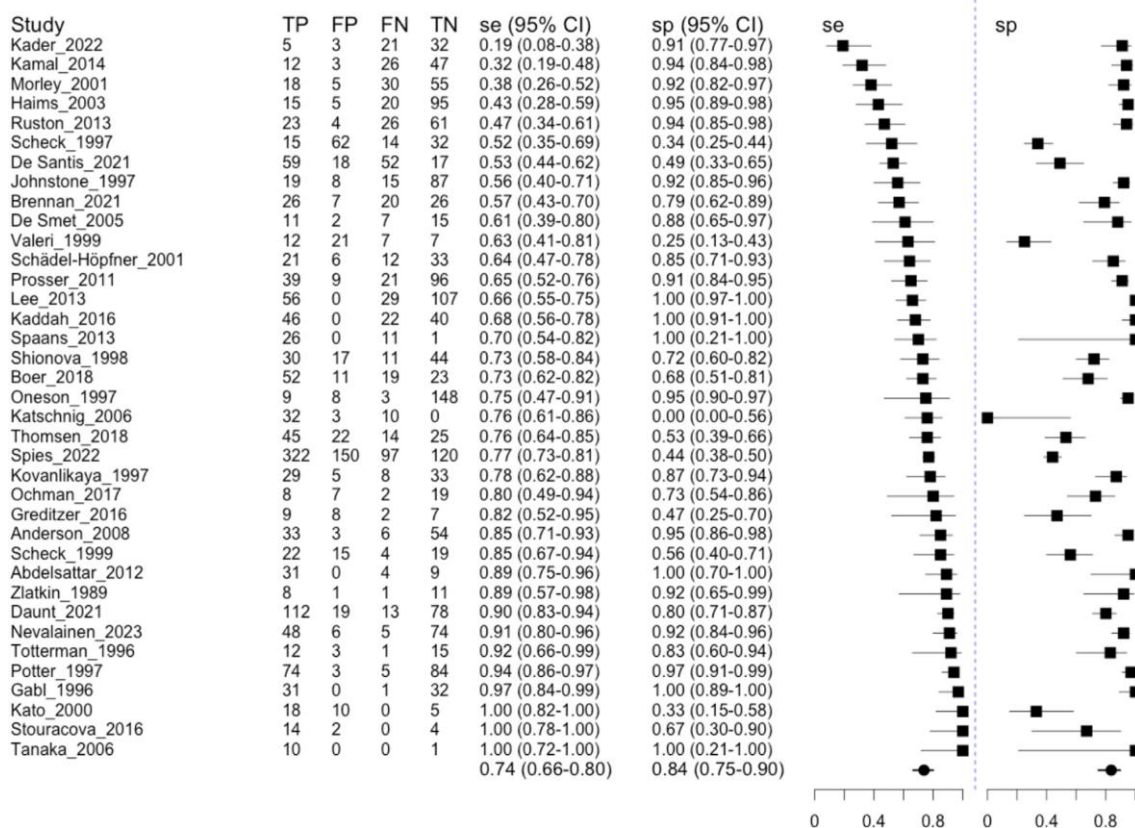 Study TP FP FN TN se (95% CI) sp (95% CI) se sp
Kader_2022 5 3 21 32 0.19 (0.08-0.38) 0.91 (0.77-0.97)
Kamal_2014 12 3 26 47 0.32 (0.19-0.48) 0.94 (0.84-0.98)
Morley_2001 18 5 30 55 0.38 (0.26-0.52) 0.92 (0.82-0.97)
Haims_2003 15 5 20 95 0.43 (0.28-0.59) 0.95 (0.89-0.98)
Ruston_2013 23 4 26 61 0.47 (0.34-0.61) 0.94 (0.85-0.98)
Scheck_1997 15 62 14 32 0.52 (0.35-0.69) 0.34 (0.25-0.44)
De Santis_2021 59 18 52 17 0.53 (0.44-0.62) 0.49 (0.33-0.65)
Johnstone_1997 19 8 15 87 0.56 (0.40-0.71) 0.92 (0.85-0.96)
Brennan_2021 26 7 20 26 0.57 (0.43-0.70) 0.79 (0.62-0.89)
De Smet_2005 11 2 7 15 0.61 (0.39-0.80) 0.88 (0.65-0.97)
Valeri_1999 12 21 7 7 0.63 (0.41-0.81) 0.25 (0.13-0.43)
Schädel-Höpfner_2001 21 6 12 33 0.64 (0.47-0.78) 0.85 (0.71-0.93)
Prosser_2011 39 9 21 96 0.65 (0.52-0.76) 0.91 (0.84-0.95)
Lee_2013 56 0 29 107 0.66 (0.55-0.75) 1.00 (0.97-1.00)
Kaddah_2016 46 0 22 40 0.68 (0.56-0.78) 1.00 (0.91-1.00)
Spaans_2013 26 0 11 1 0.70 (0.54-0.82) 1.00 (0.21-1.00)
Shionova_1998 30 17 11 44 0.73 (0.58-0.84) 0.72 (0.60-0.82)
Boer_2018 52 11 19 23 0.73 (0.62-0.82) 0.68 (0.51-0.81)
Oneson_1997 9 8 3 148 0.75 (0.47-0.91) 0.95 (0.90-0.97)
Katschnig_2006 32 3 10 0 0.76 (0.61-0.86) 0.00 (0.00-0.56)
Thomsen_2018 45 22 14 25 0.76 (0.64-0.85) 0.53 (0.39-0.66)
Spies_2022 322 150 97 120 0.77 (0.73-0.81) 0.44 (0.38-0.50)
Kovanlikaya_1997 29 5 8 33 0.78 (0.62-0.88) 0.87 (0.73-0.94)
Ochman_2017 8 7 2 19 0.80 (0.49-0.94) 0.73 (0.54-0.86)
Greditzer_2016 9 8 2 7 0.82 (0.52-0.95) 0.47 (0.25-0.70)
Anderson_2008 33 3 6 54 0.85 (0.71-0.93) 0.95 (0.86-0.98)
Scheck_1999 22 15 4 19 0.85 (0.67-0.94) 0.56 (0.40-0.71)
Abdelsattar_2012 31 0 4 9 0.89 (0.75-0.96) 1.00 (0.70-1.00)
Zlatkin_1989 8 1 1 11 0.89 (0.57-0.98) 0.92 (0.65-0.99)
Daunt_2021 112 19 13 78 0.90 (0.83-0.94) 0.80 (0.71-0.87)
Nevalainen_2023 48 6 5 74 0.91 (0.80-0.96) 0.92 (0.84-0.96)
Totterman_1996 12 3 1 15 0.92 (0.66-0.99) 0.83 (0.60-0.94)
Potter_1997 74 3 5 84 0.94 (0.86-0.97) 0.97 (0.91-0.99)
Gabl_1996 31 0 1 32 0.97 (0.84-0.99) 1.00 (0.89-1.00)
Kato_2000 18 10 0 5 1.00 (0.82-1.00) 0.33 (0.15-0.58)
Stouracova_2016 14 2 0 4 1.00 (0.78-1.00) 0.67 (0.30-0.90)
Tanaka_2006 10 0 0 1 1.00 (0.72-1.00) 1.00 (0.21-1.00)
0.74 (0.66-0.80) 0.84 (0.75-0.90)
0 0.4 0.8 0 0.4 0.8